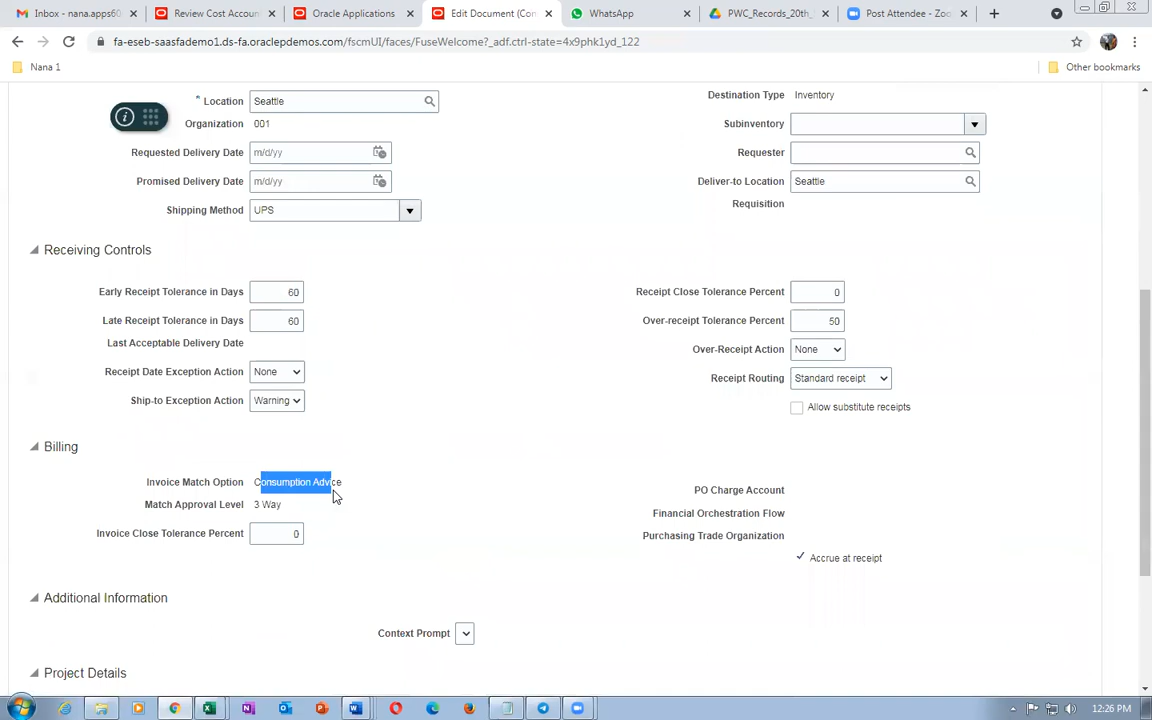 Inbox - nana.apps60
Review Cost Accoun
Oracle Applications
Edit Document (Con
WhatsApp
PWC_Records_20th_
Post Attendee - Zoo
fa-eseb-saasfademo1.ds-fa.oraclepdemos.com/fscmUI/faces/FuseWelcome?_adf.ctrl-state=4x9phk1yd_122
Nana 1
Other bookmarks
* Location Seattle
Destination Type Inventory
Organization 001
Subinventory
Requested Delivery Date m/d/yy
Requester
Promised Delivery Date m/d/yy
Deliver-to Location Seattle
Shipping Method UPS
Requisition
Receiving Controls
Early Receipt Tolerance in Days 60
Receipt Close Tolerance Percent 0
Late Receipt Tolerance in Days 60
Over-receipt Tolerance Percent 50
Last Acceptable Delivery Date
Over-Receipt Action None
Receipt Date Exception Action None
Receipt Routing Standard receipt
Ship-to Exception Action Warning
Allow substitute receipts
Billing
Invoice Match Option Consumption Advice
PO Charge Account
Match Approval Level 3 Way
Financial Orchestration Flow
Invoice Close Tolerance Percent 0
Purchasing Trade Organization
Accrue at receipt
Additional Information
Context Prompt
Project Details
12:26 PM